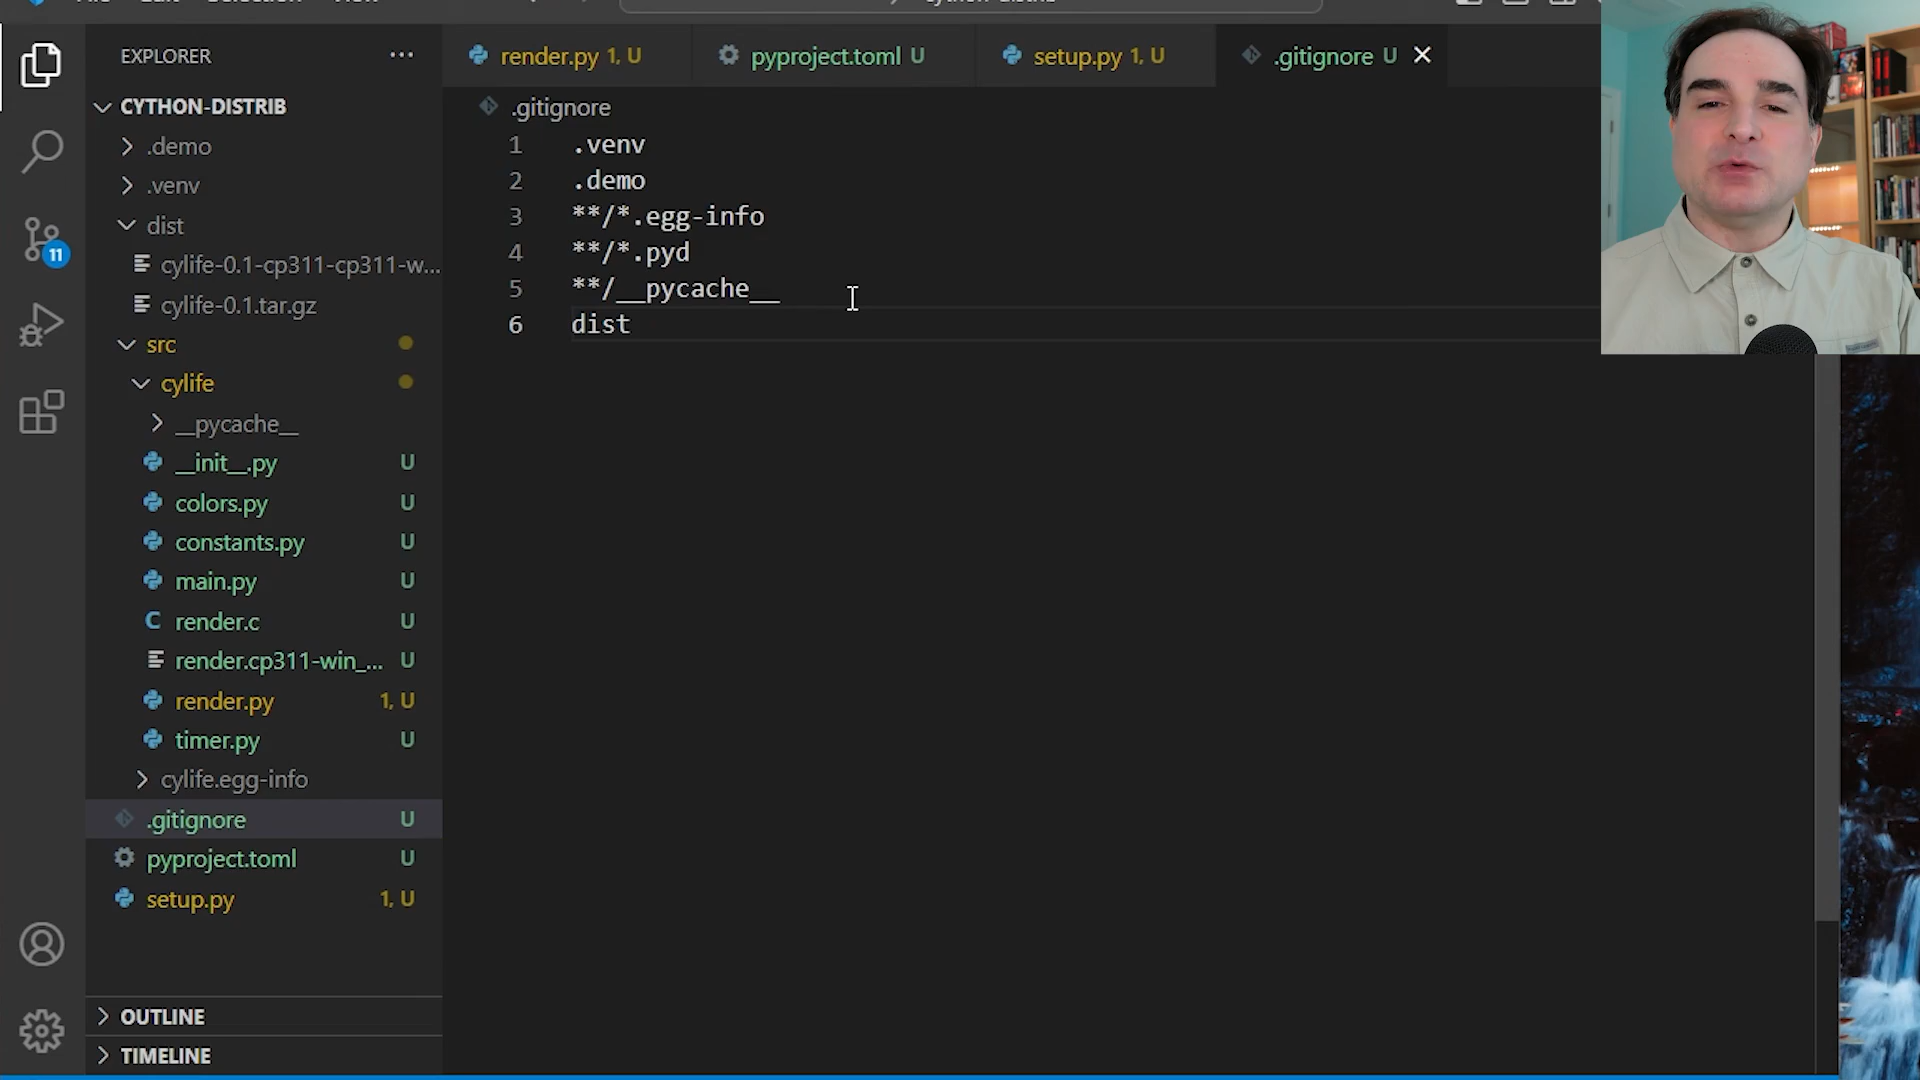 EXPLORER
CYTHON-DISTRIB
.demo
.venv
dist
cylife-0.1-cp311-cp311-w...
cylife-0.1.tar.gz
src
cylife
__pycache__
__init__.py U
colors.py U
constants.py U
main.py U
render.c U
render.cp311-win_... U
render.py 1, U
timer.py U
cylife.egg-info
.gitignore U
pyproject.toml U
setup.py 1, U
OUTLINE
TIMELINE
11
render.py 1, U
pyproject.toml U
setup.py 1, U
.gitignore U
.gitignore
1 .venv
2 .demo
3 **/*.egg-info
4 **/*.pyd
5 **/__pycache__
6 dist